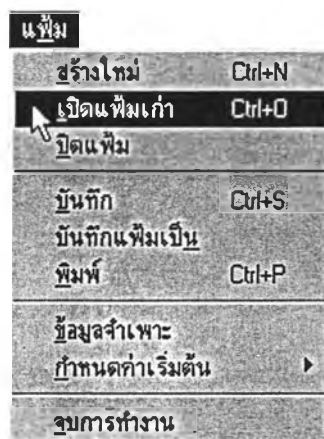 แฟ้ม
สร้างใหม่ Ctrl+N
เปิดแฟ้มเก่า Ctrl+O
ปิดแฟ้ม
บันทึก Ctrl+S
บันทึกแฟ้มเป็น
พิมพ์ Ctrl+P
ข้อมูลจำเพาะ
กำหนดค่าเริ่มต้น
จบการทำงาน